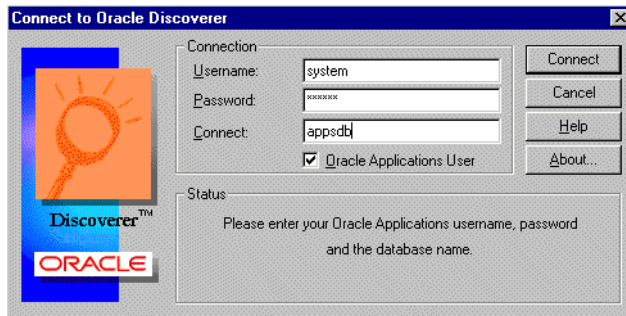 Connect to Oracle Discoverer
Connection
Username:
system
Password:
xxxxxx
Connect:
appsdb
Oracle Applications User
Connect
Cancel
Help
About...
Discoverer™
ORACLE
Status
Please enter your Oracle Applications username, password
and the database name.